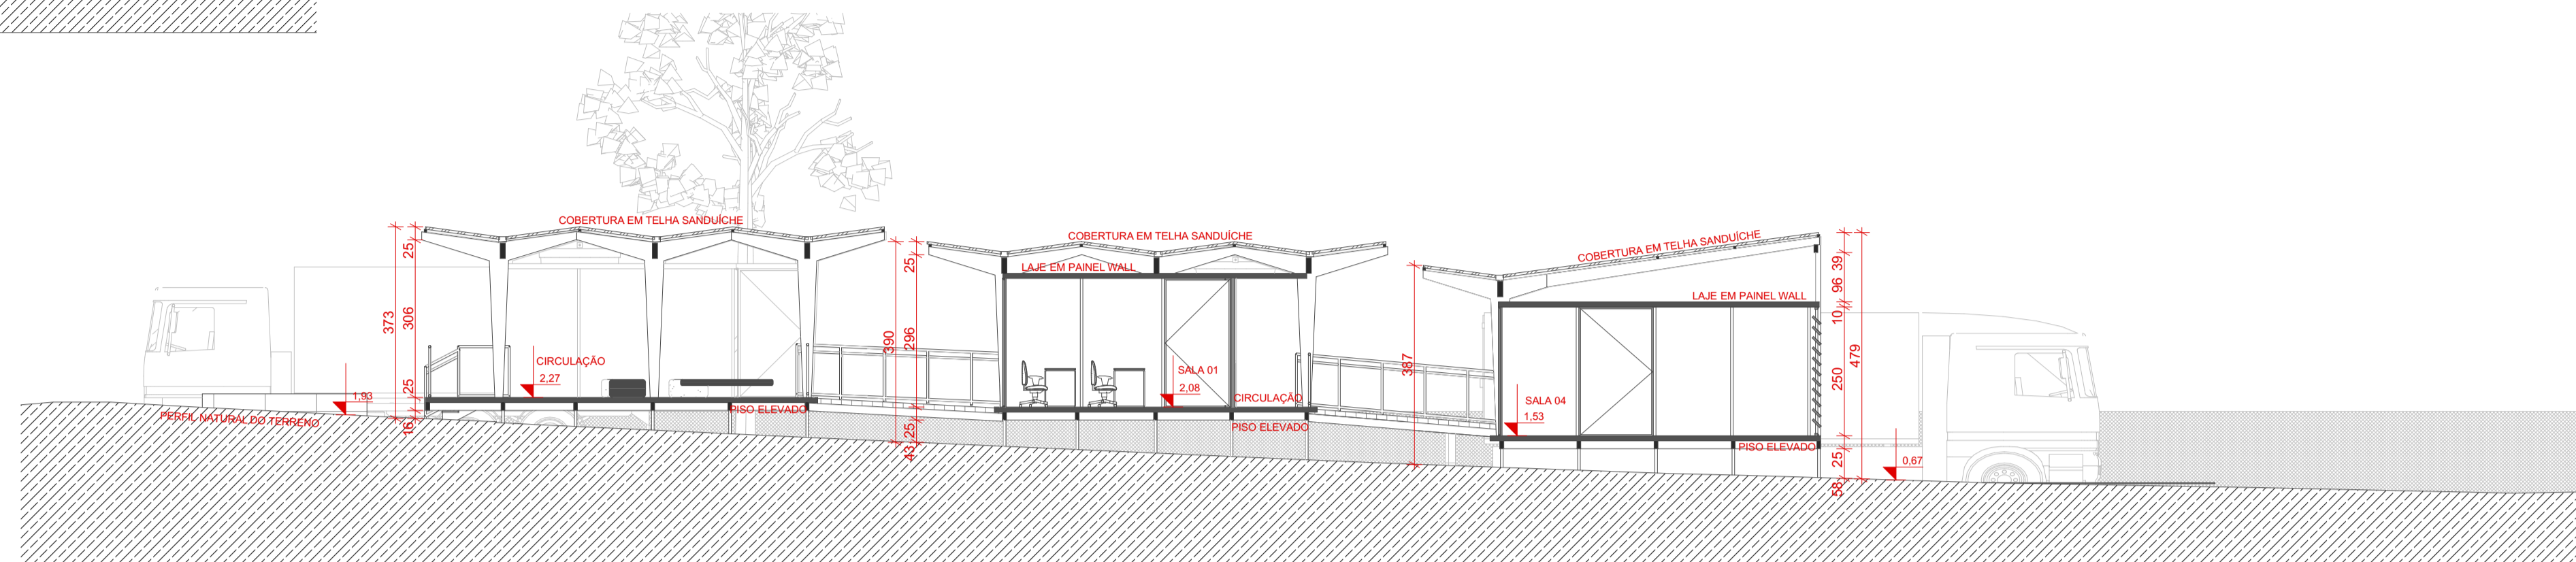 COBERTURA EM TELHA SANDUÍCHE
25
306
373
25
16
CIRCULAÇÃO
2,27
1,93
PERFIL NATURAL DO TERRENO
PISO ELEVADO
COBERTURA EM TELHA SANDUÍCHE
LAJE EM PAINEL WALL
25
390
296
25
43
SALA 01
2,08
CIRCULAÇÃO
PISO ELEVADO
COBERTURA EM TELHA SANDUÍCHE
LAJE EM PAINEL WALL
387
SALA 04
1,53
PISO ELEVADO
39
96
10
250
479
25
58
0,67